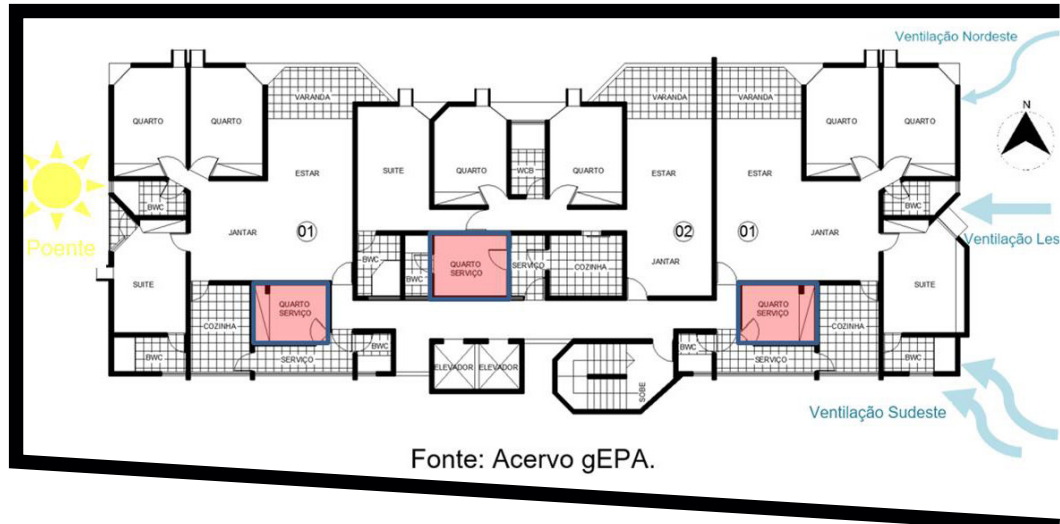 Ventilação Nordeste
N
VARANDA
VARANDA
VARANDA
QUARTO
QUARTO
QUARTO
QUARTO
ESTAR
SUITE
QUARTO
WCB
QUARTO
ESTAR
ESTAR
BWC
BWC
Poente
JANTAR
01
02
01
JANTAR
Ventilação Les
BWC
BWC
QUARTO
SERVIÇO
SERVIÇO
COZINHA
JANTAR
SUITE
QUARTO
SERVIÇO
QUARTO
SERVIÇO
SUITE
COZINHA
COZINHA
BWC
BWC
SERVIÇO
BWC
SERVIÇO
BWC
ELEVADOR
ELEVADOR
SOBE
Ventilação Sudeste
Fonte: Acervo gEPA.